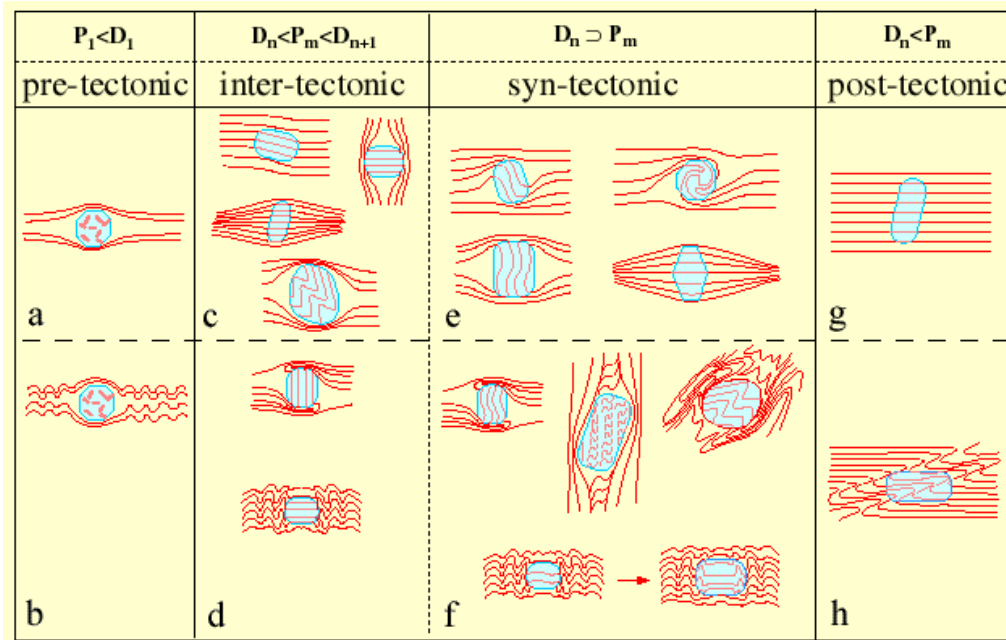 P₁<D₁ Dₙ<Pₘ<Dₙ₊₁ Dₙ ⊃ Pₘ Dₙ<Pₘ
pre-tectonic inter-tectonic syn-tectonic post-tectonic
a c e g
b d f h